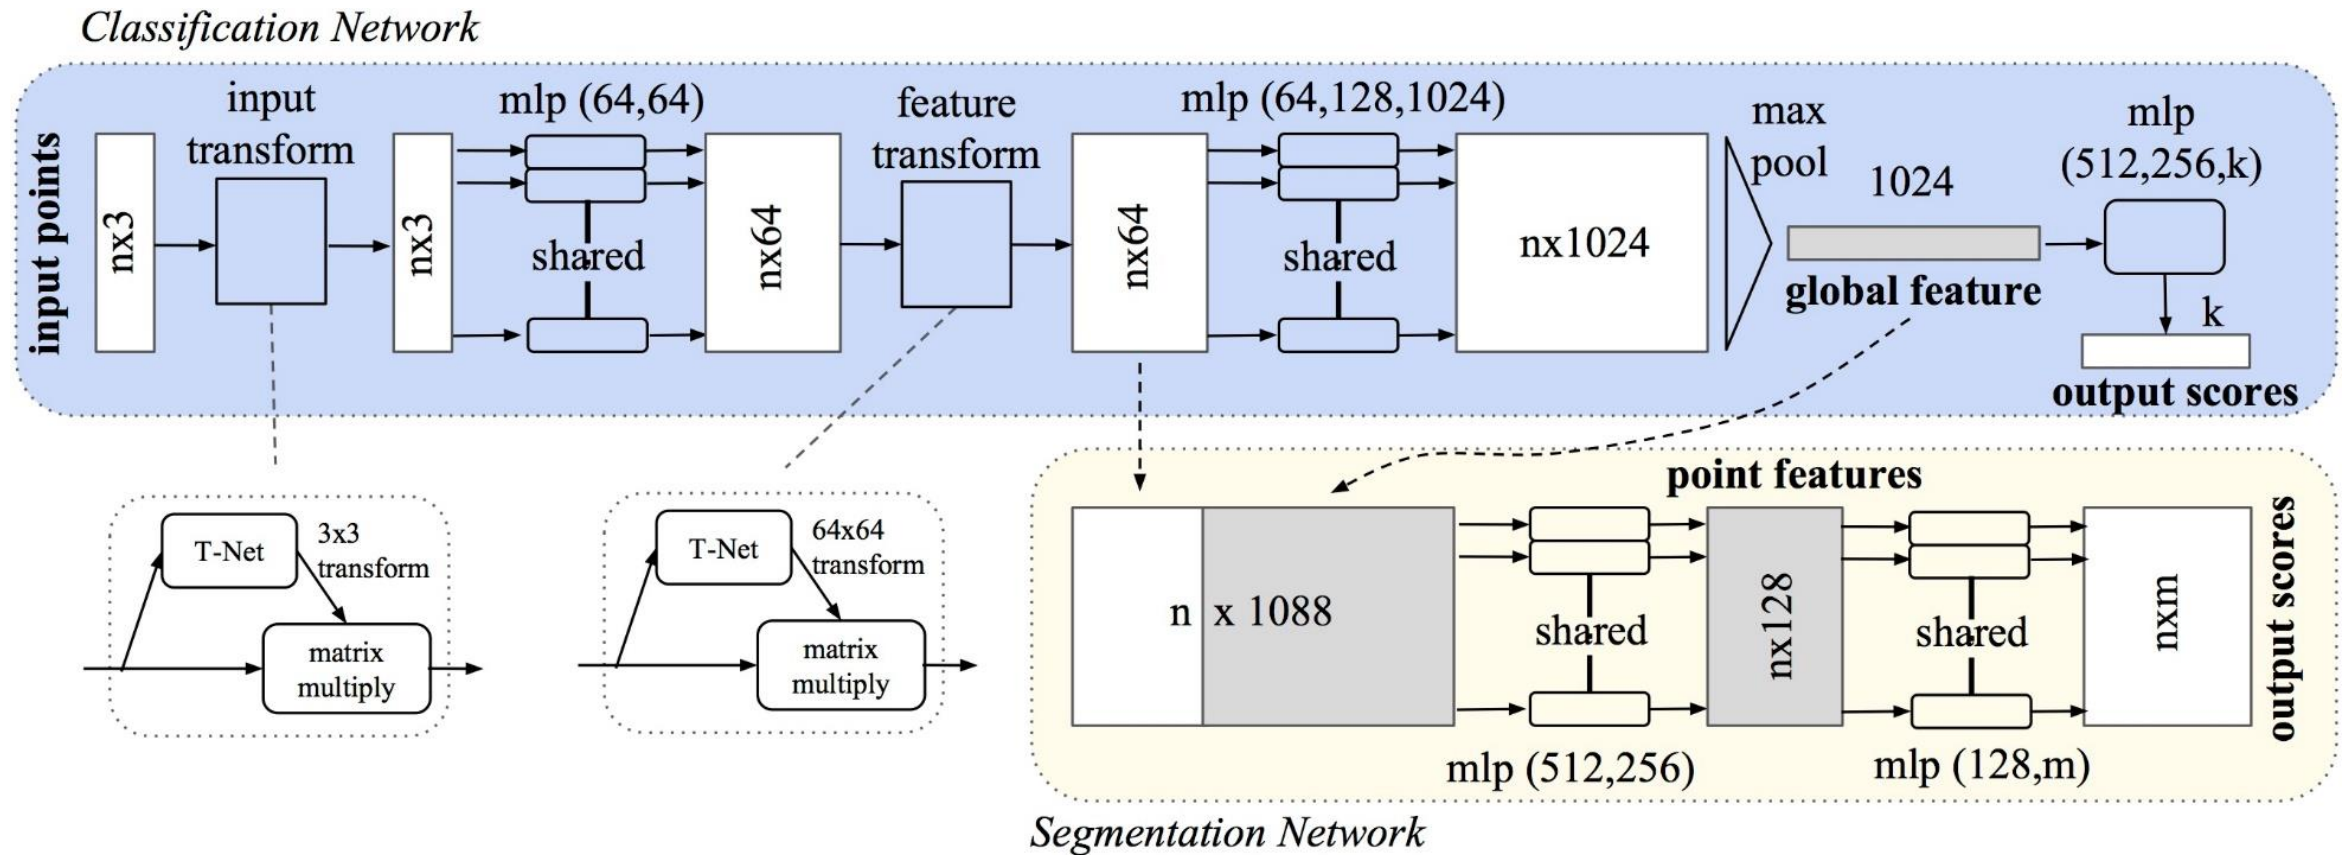 Classification Network
input points
nx3
input
transform
nx3
mlp (64,64)
shared
nx64
feature
transform
nx64
mlp (64,128,1024)
shared
nx1024
max
pool
1024
global feature
mlp
(512,256,k)
k
output scores
T-Net
3x3
transform
matrix
multiply
T-Net
64x64
transform
matrix
multiply
point features
n x 1088
shared
mlp (512,256)
nx128
shared
mlp (128,m)
nxm
output scores
Segmentation Network